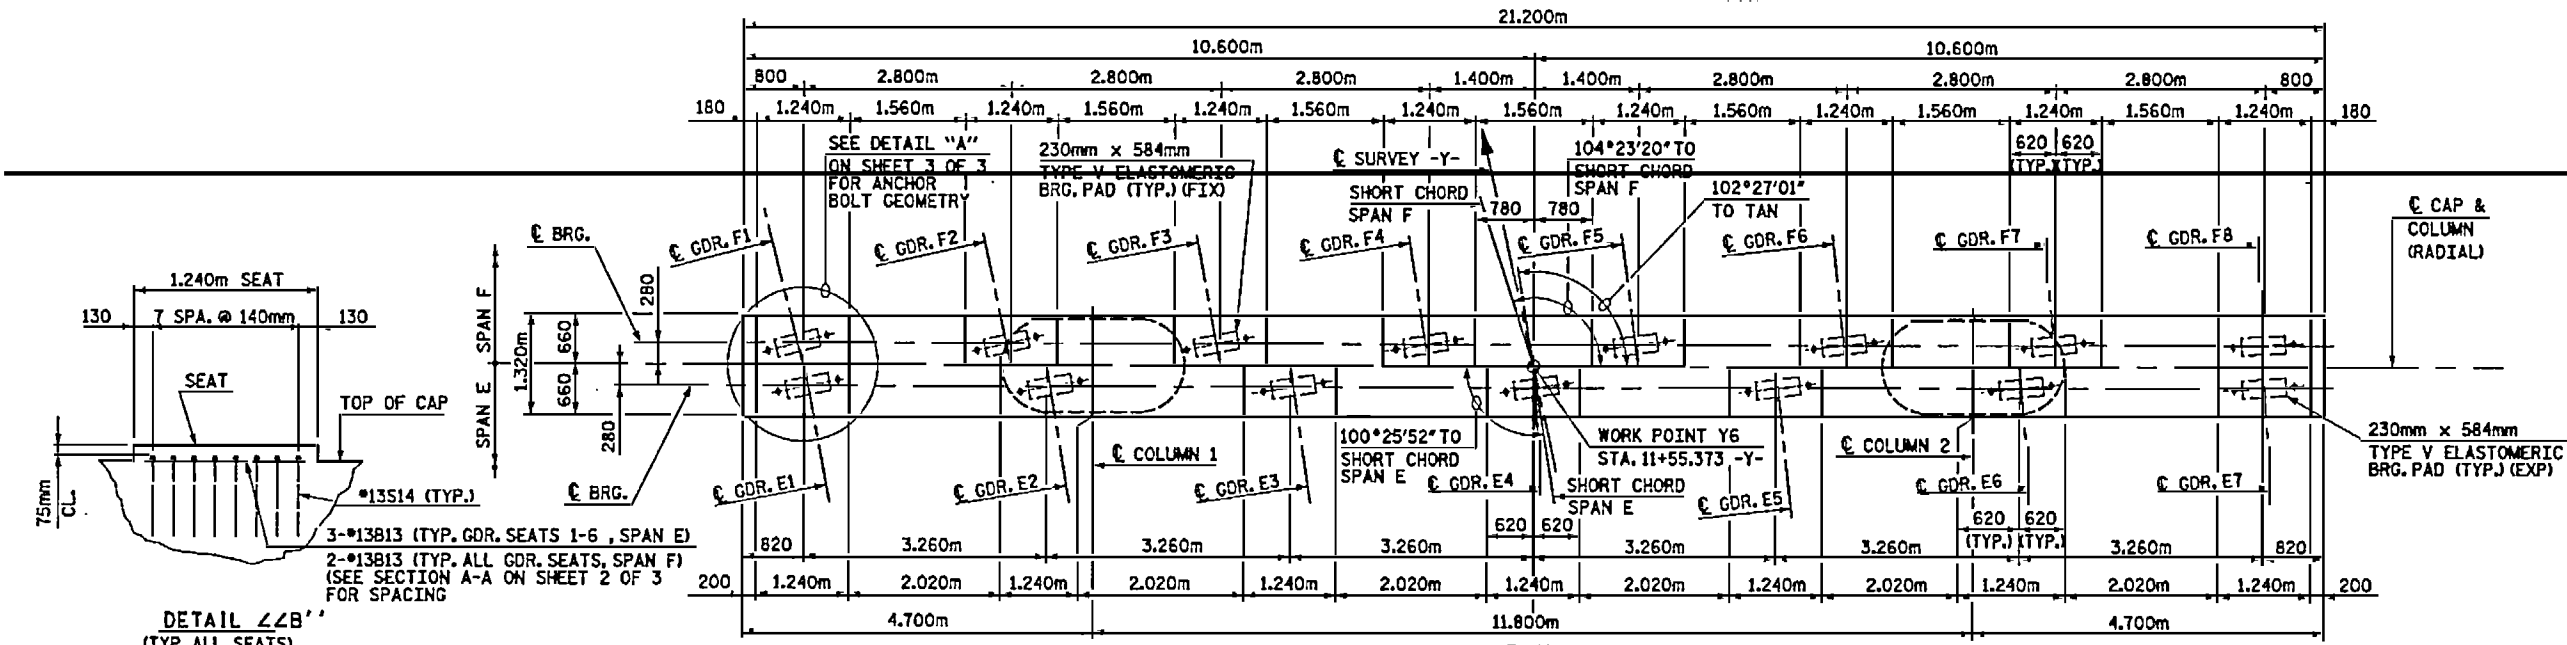 21.200m
10.600m 10.600m
800 2.800m 2.800m 2.800m 1.400m 1.400m 2.800m 2.800m 2.800m 800
180 1.240m 1.560m 1.240m 1.560m 1.240m 1.560m 1.240m 1.560m 1.240m 1.560m 1.240m 1.560m 1.240m 1.560m 1.240m 180
620 620
(TYP.) (TYP.)
SEE DETAIL "A"
ON SHEET 3 OF 3
FOR ANCHOR
BOLT GEOMETRY
230mm x 584mm
TYPE V ELASTOMERIC
BRG. PAD (TYP.) (FIX)
℄ SURVEY -Y-
SHORT CHORD
SPAN F
104°23'20" TO
SHORT CHORD
SPAN F
102°27'01"
TO TAN
780 780
℄ CAP &
COLUMN
(RADIAL)
℄ BRG.
℄ GDR. F1
℄ GDR. F2
℄ GDR. F3
℄ GDR. F4
℄ GDR. F5
℄ GDR. F6
℄ GDR. F7
℄ GDR. F8
1.240m SEAT
130 7 SPA. @ 140mm 130
SEAT
TOP OF CAP
75mm
CL.
#13S14 (TYP.)
3-#13B13 (TYP. GDR. SEATS 1-6 , SPAN E)
2-#13B13 (TYP. ALL GDR. SEATS, SPAN F)
(SEE SECTION A-A ON SHEET 2 OF 3
FOR SPACING
DETAIL ∠∠B''
(TYP. ALL SEATS)
SPAN F
SPAN E
280
280
1.320m
660
660
℄ BRG.
℄ GDR. E1
℄ GDR. E2
℄ COLUMN 1
℄ GDR. E3
100°25'52" TO
SHORT CHORD
SPAN E
℄ GDR. E4
WORK POINT Y6
STA. 11+55.373 -Y-
SHORT CHORD
SPAN E
℄ GDR. E5
℄ COLUMN 2
℄ GDR. E6
℄ GDR. E7
230mm x 584mm
TYPE V ELASTOMERIC
BRG. PAD (TYP.) (EXP)
620 620
620 620
(TYP.) (TYP.)
820 3.260m 3.260m 3.260m 3.260m 3.260m 3.260m 820
200 1.240m 2.020m 1.240m 2.020m 1.240m 2.020m 1.240m 2.020m 1.240m 2.020m 1.240m 2.020m 1.240m 200
4.700m 11.800m 4.700m